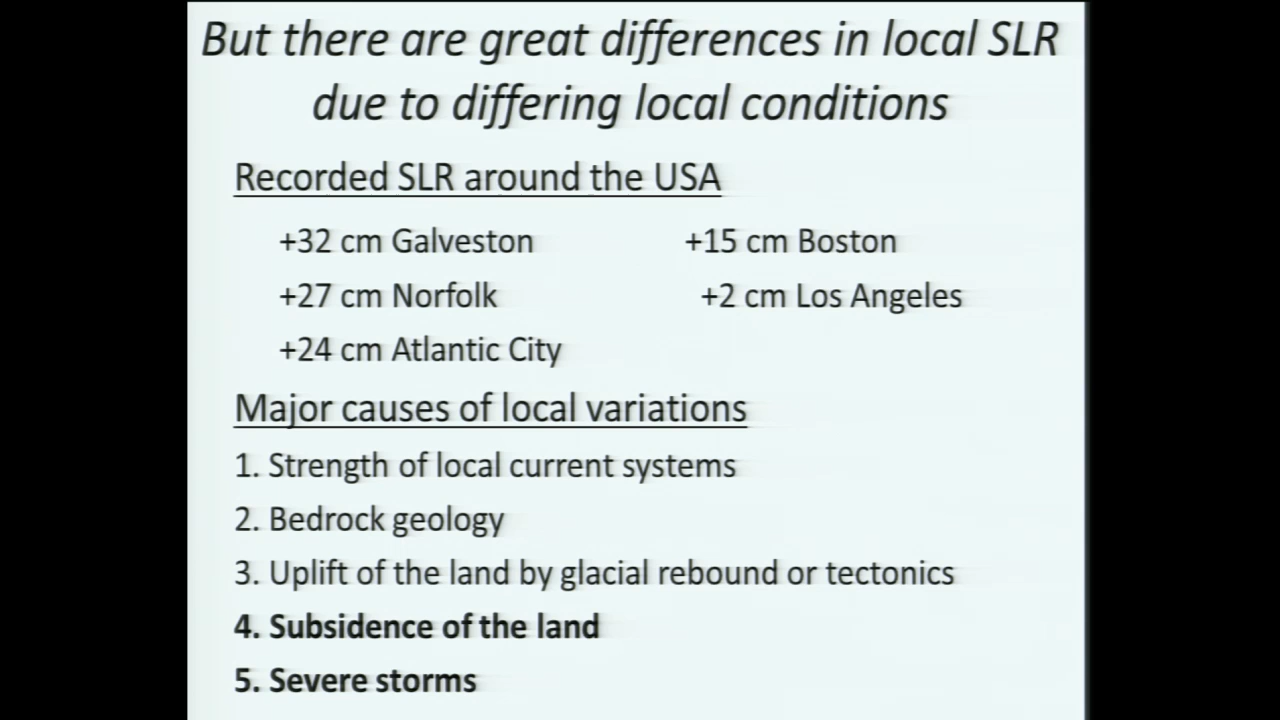 But there are great differences in local SLR
due to differing local conditions
Recorded SLR around the USA
+32 cm Galveston +15 cm Boston
+27 cm Norfolk +2 cm Los Angeles
+24 cm Atlantic City
Major causes of local variations
1. Strength of local current systems
2. Bedrock geology
3. Uplift of the land by glacial rebound or tectonics
4. Subsidence of the land
5. Severe storms